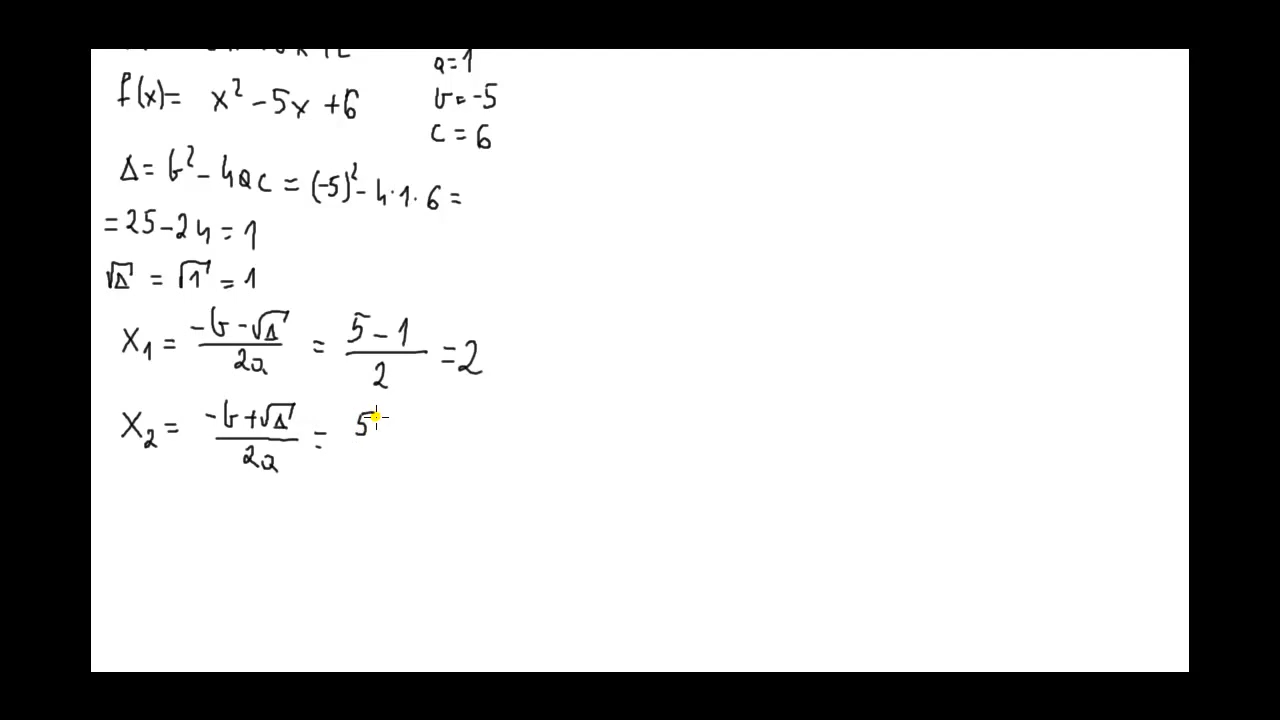 a=1
f(x)= x² -5x +6
b= -5
c = 6
Δ= b² - 4ac = (-5)² - 4·1·6 =
= 25-24 = 1
√Δ = √1 = 1
x₁ = (-b-√Δ)/(2a) = (5-1)/2 = 2
x₂ = (-b+√Δ)/(2a) = 5